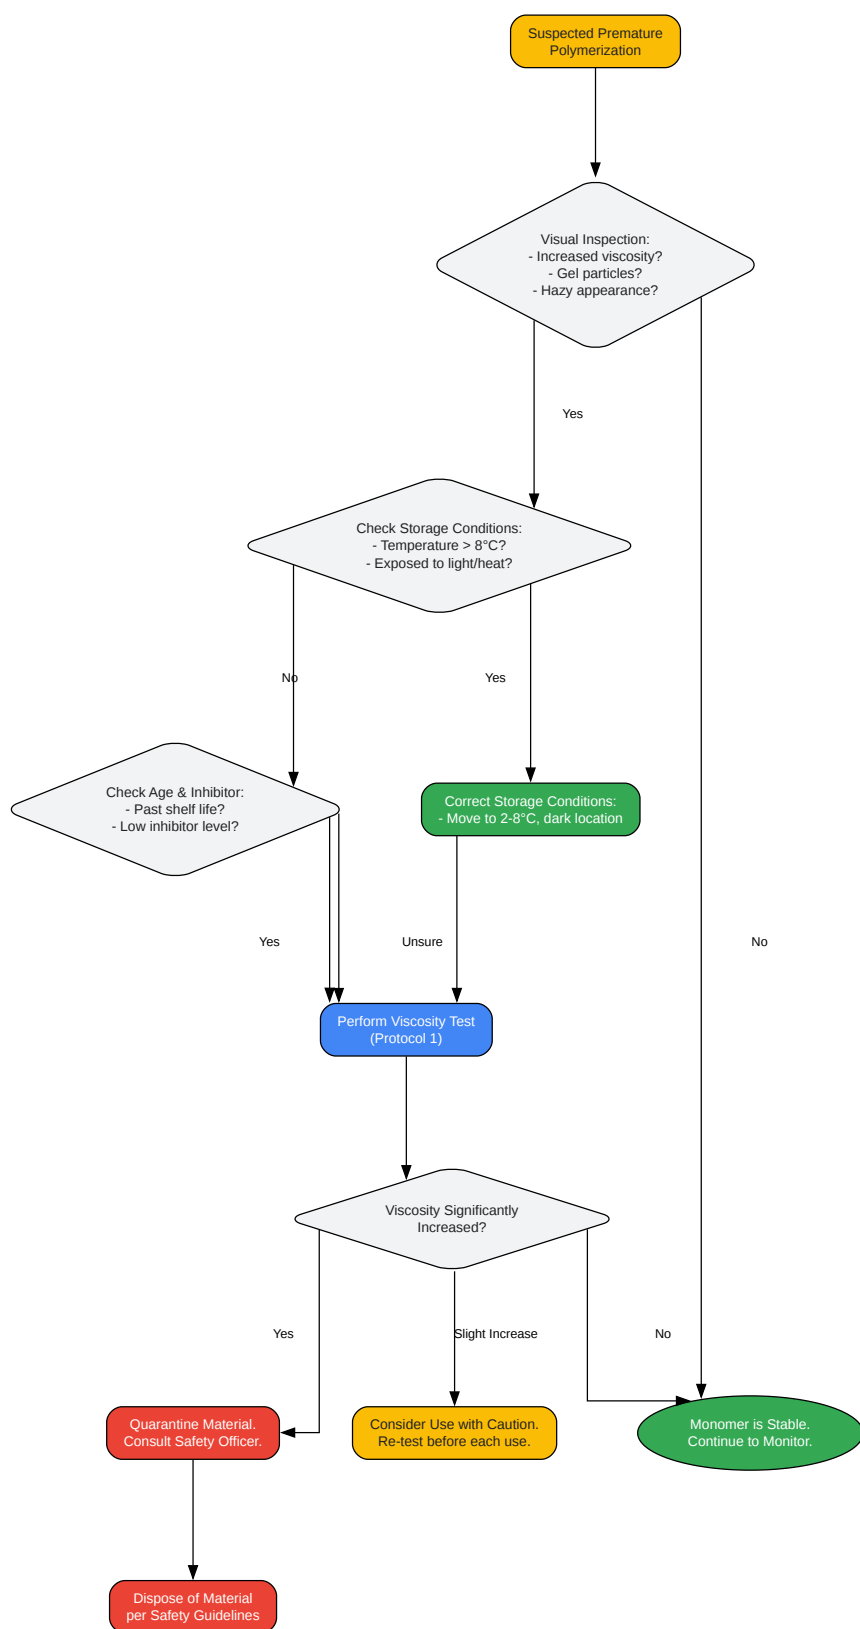 Suspected Premature
Polymerization
Visual Inspection:
- Increased viscosity?
- Gel particles?
- Hazy appearance?
Yes
Check Storage Conditions:
- Temperature > 8°C?
- Exposed to light/heat?
No
Yes
Check Age & Inhibitor:
- Past shelf life?
- Low inhibitor level?
Correct Storage Conditions:
- Move to 2-8°C, dark location
Yes
Unsure
No
Perform Viscosity Test
(Protocol 1)
Viscosity Significantly
Increased?
Yes
Slight Increase
No
Quarantine Material.
Consult Safety Officer.
Consider Use with Caution.
Re-test before each use.
Monomer is Stable.
Continue to Monitor.
Dispose of Material
per Safety Guidelines